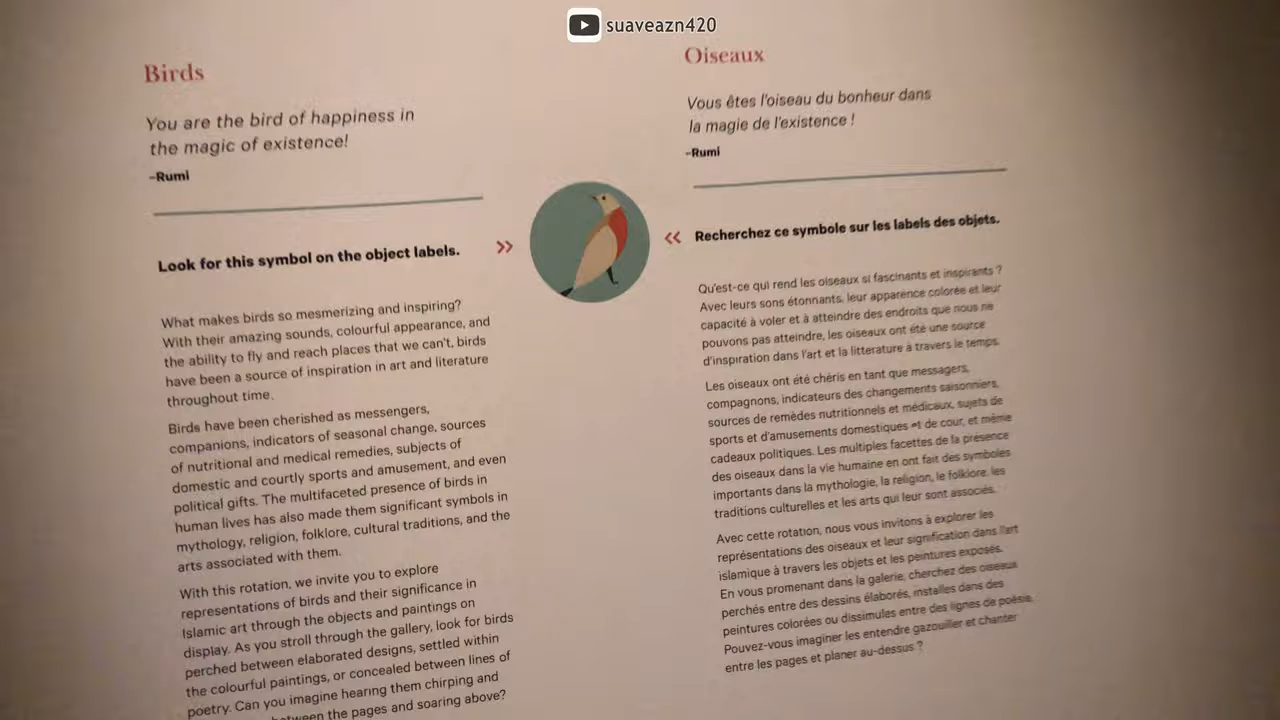 suaveazn420
Birds
You are the bird of happiness in
the magic of existence!
-Rumi
Look for this symbol on the object labels.
What makes birds so mesmerizing and inspiring?
With their amazing sounds, colourful appearance, and
the ability to fly and reach places that we can't, birds
have been a source of inspiration in art and literature
throughout time.
Birds have been cherished as messengers,
companions, indicators of seasonal change, sources
of nutritional and medical remedies, subjects of
domestic and courtly sports and amusement, and even
political gifts. The multifaceted presence of birds in
human lives has also made them significant symbols in
mythology, religion, folklore, cultural traditions, and the
arts associated with them.
With this rotation, we invite you to explore
representations of birds and their significance in
Islamic art through the objects and paintings on
display. As you stroll through the gallery, look for birds
perched between elaborated designs, settled within
the colourful paintings, or concealed between lines of
poetry. Can you imagine hearing them chirping and
between the pages and soaring above?
»
«
Oiseaux
Vous êtes l'oiseau du bonheur dans
la magie de l'existence !
-Rumi
Recherchez ce symbole sur les labels des objets.
Qu'est-ce qui rend les oiseaux si fascinants et inspirants ?
Avec leurs sons étonnants, leur apparence colorée et leur
capacité à voler et à atteindre des endroits que nous ne
pouvons pas atteindre, les oiseaux ont été une source
d'inspiration dans l'art et la litterature à travers le temps.
Les oiseaux ont été chéris en tant que messagers,
compagnons, indicateurs des changements saisonniers,
sources de remèdes nutritionnels et médicaux, sujets de
sports et d'amusements domestiques et de cour, et même
cadeaux politiques. Les multiples facettes de la présence
des oiseaux dans la vie humaine en ont fait des symboles
importants dans la mythologie, la religion, le folklore, les
traditions culturelles et les arts qui leur sont associés.
Avec cette rotation, nous vous invitons à explorer les
représentations des oiseaux et leur signification dans l'art
islamique à travers les objets et les peintures exposés.
En vous promenant dans la galerie, cherchez des oiseaux
perchés entre des dessins élaborés, installés dans des
peintures colorées ou dissimules entre des lignes de poésie.
Pouvez-vous imaginer les entendre gazouiller et chanter
entre les pages et planer au-dessus ?